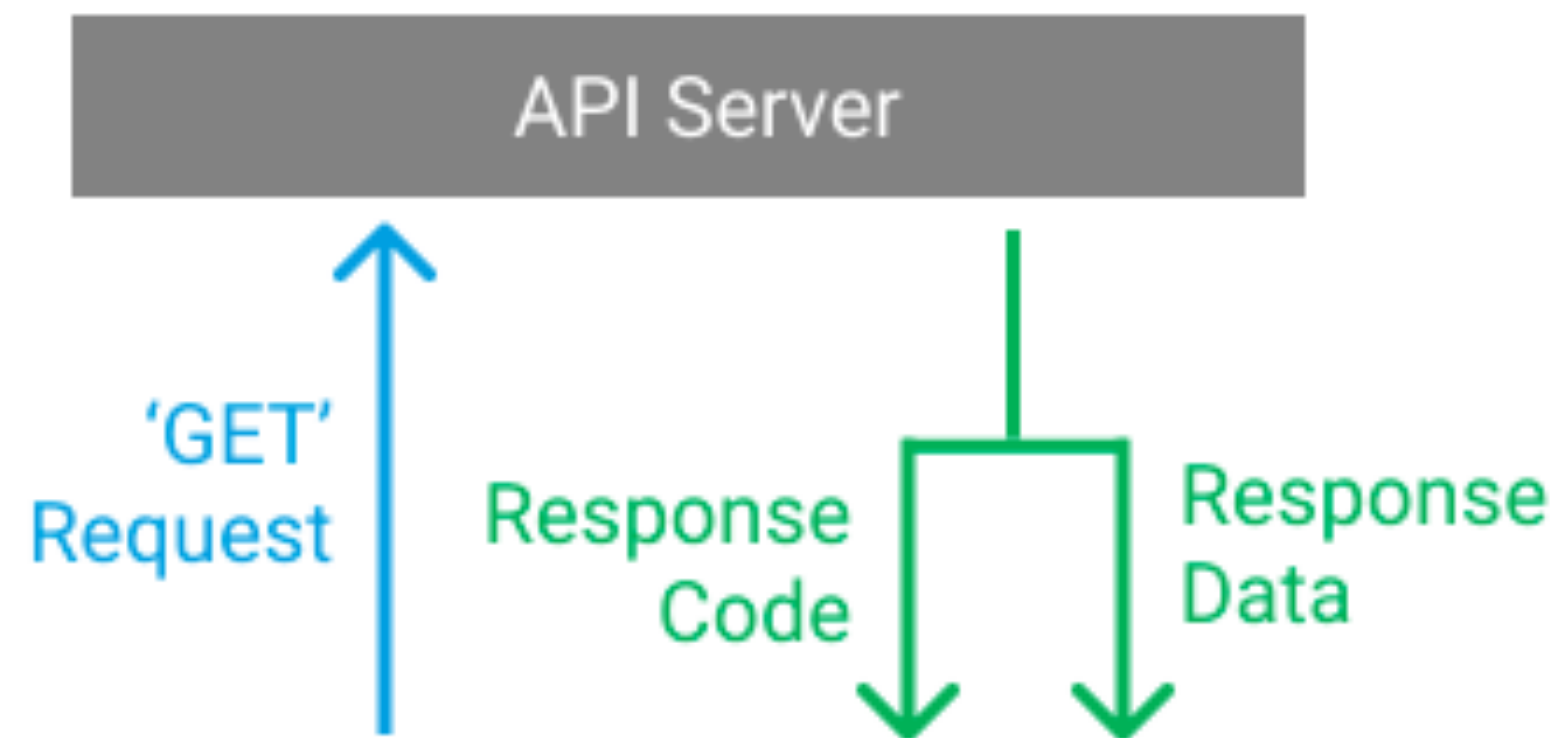 API Server
‘GET’
Request
Response
Code
Response
Data